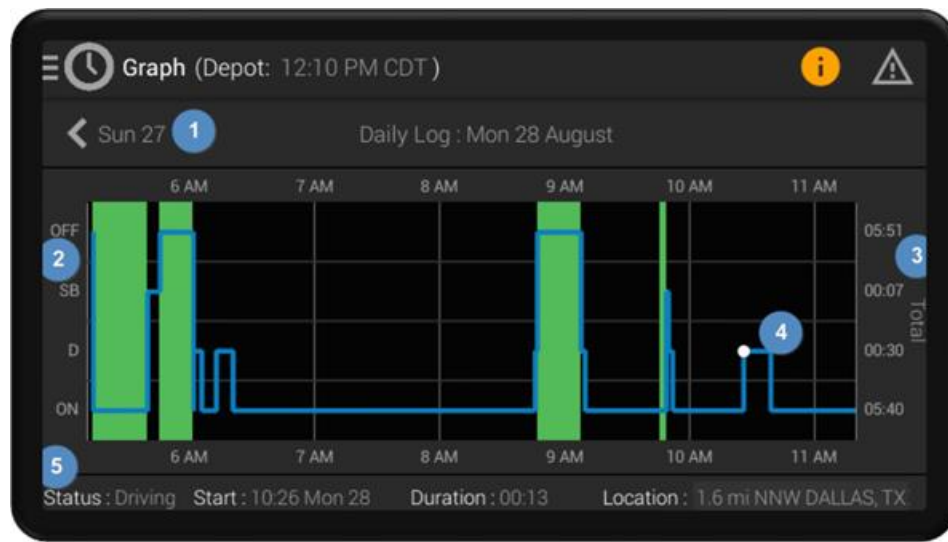 Graph (Depot: 12:10 PM CDT)
i
Sun 27 1 Daily Log : Mon 28 August
6 AM 7 AM 8 AM 9 AM 10 AM 11 AM
OFF 05:51
2 3
SB 00:07
Total
4
D 00:30
ON 05:40
6 AM 7 AM 8 AM 9 AM 10 AM 11 AM
5
Status : Driving Start : 10:26 Mon 28 Duration : 00:13 Location : 1.6 mi NNW DALLAS, TX